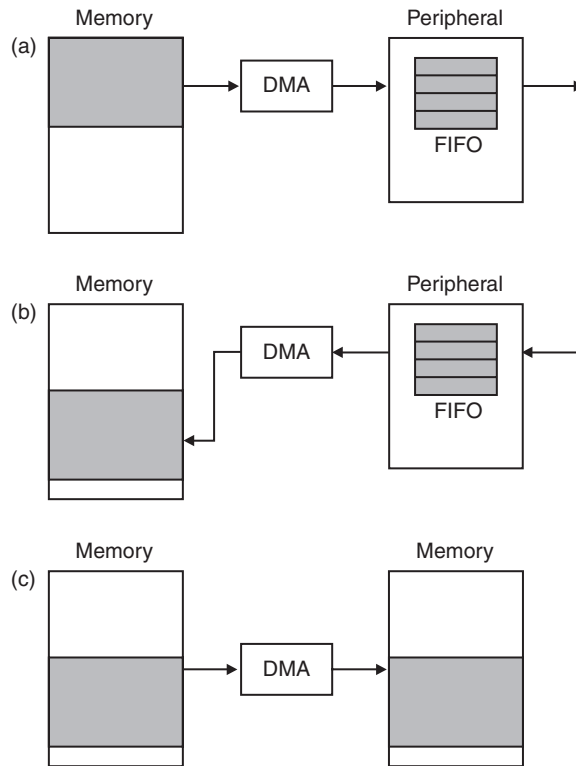 Memory
Peripheral
(a)
DMA
FIFO
Memory
Peripheral
(b)
DMA
FIFO
Memory
Memory
(c)
DMA